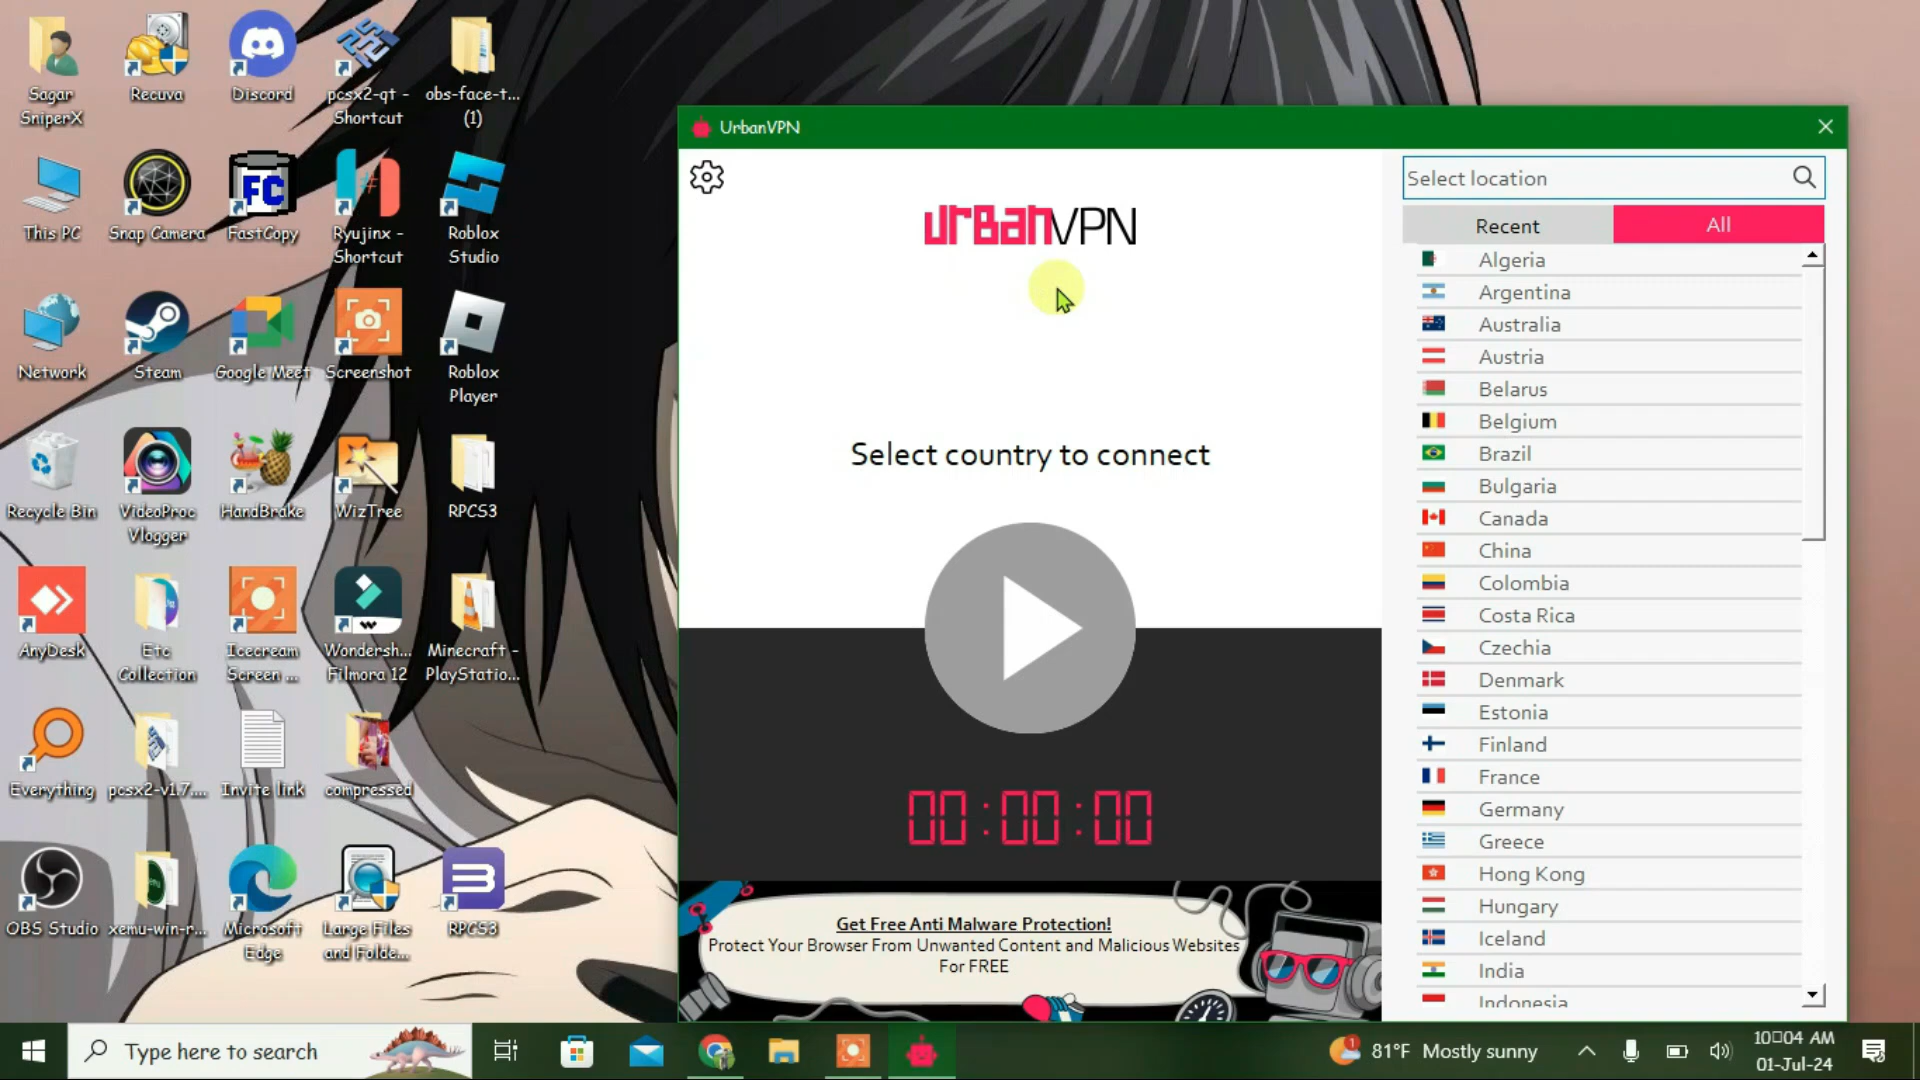 Sagar
SniperX
Recuva
Discord
pcsx2-qt -
Shortcut
obs-face-t...
(1)
This PC
Snap Camera
FC
FastCopy
Ryujinx -
Shortcut
Roblox
Studio
Network
Steam
Google Meet
Screenshot
Roblox
Player
Recycle Bin
VideoProc
Vlogger
HandBrake
WizTree
RPCS3
AnyDesk
Etc
Collection
Icecream
Screen ...
Wondersh...
Filmora 12
Minecraft -
PlayStatio...
Everything
pcsx2-v1.7....
Invite link
compressed
OBS Studio
xemu-win-r...
Microsoft
Edge
Large Files
and Folde...
RPCS3
UrbanVPN
urbanVPN
Select country to connect
00:00:00
Get Free Anti Malware Protection!
Protect Your Browser From Unwanted Content and Malicious Websites
For FREE
Select location
Recent
All
Algeria
Argentina
Australia
Austria
Belarus
Belgium
Brazil
Bulgaria
Canada
China
Colombia
Costa Rica
Czechia
Denmark
Estonia
Finland
France
Germany
Greece
Hong Kong
Hungary
Iceland
India
Indonesia
Type here to search
1
81°F Mostly sunny
10:04 AM
01-Jul-24